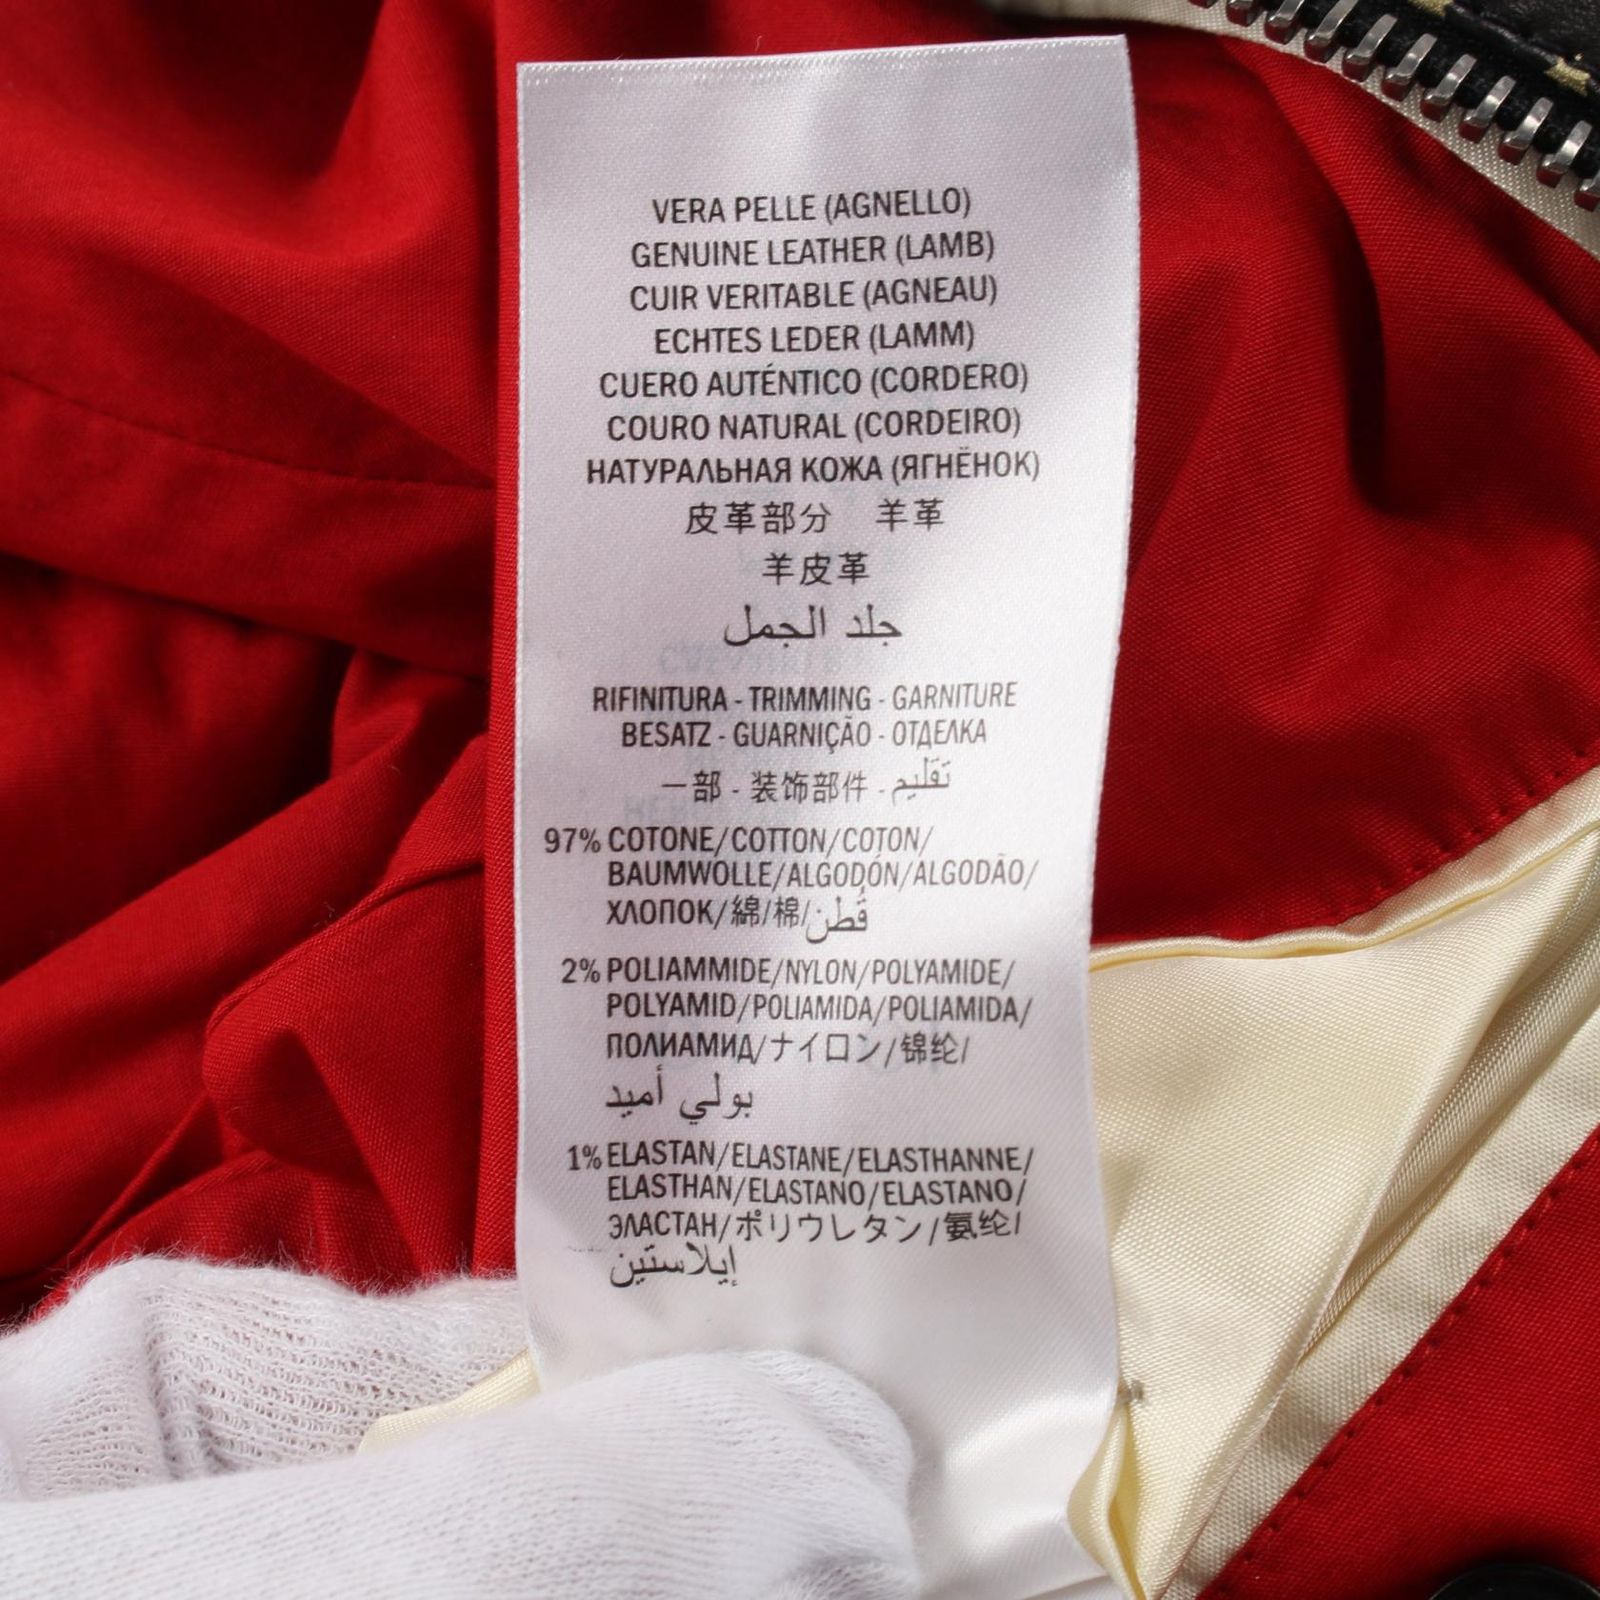 VERA PELLE (AGNELLO)
GENUINE LEATHER (LAMB)
CUIR VERITABLE (AGNEAU)
ECHTES LEDER (LAMM)
CUERO AUTÉNTICO (CORDERO)
COURO NATURAL (CORDEIRO)
НАТУРАЛЬНАЯ КОЖА (ЯГНЁНОК)
皮革部分 羊革
羊皮革
جلد الجمل
RIFINITURA - TRIMMING - GARNITURE
BESATZ - GUARNIÇÃO - ОТДЕЛКА
一部 - 装饰部件 - تَقليم
97% COTONE/COTTON/COTON/
BAUMWOLLE/ALGODÓN/ALGODÃO/
ХЛОПОК/綿/棉/قُطن
2% POLIAMMIDE/NYLON/POLYAMIDE/
POLYAMID/POLIAMIDA/POLIAMIDA/
ПОЛИАМИД/ナイロン/锦纶/
بولي أميد
1% ELASTAN/ELASTANE/ELASTHANNE/
ELASTHAN/ELASTANO/ELASTANO/
ЭЛАСТАН/ポリウレタン/氨纶/
إيلاستين